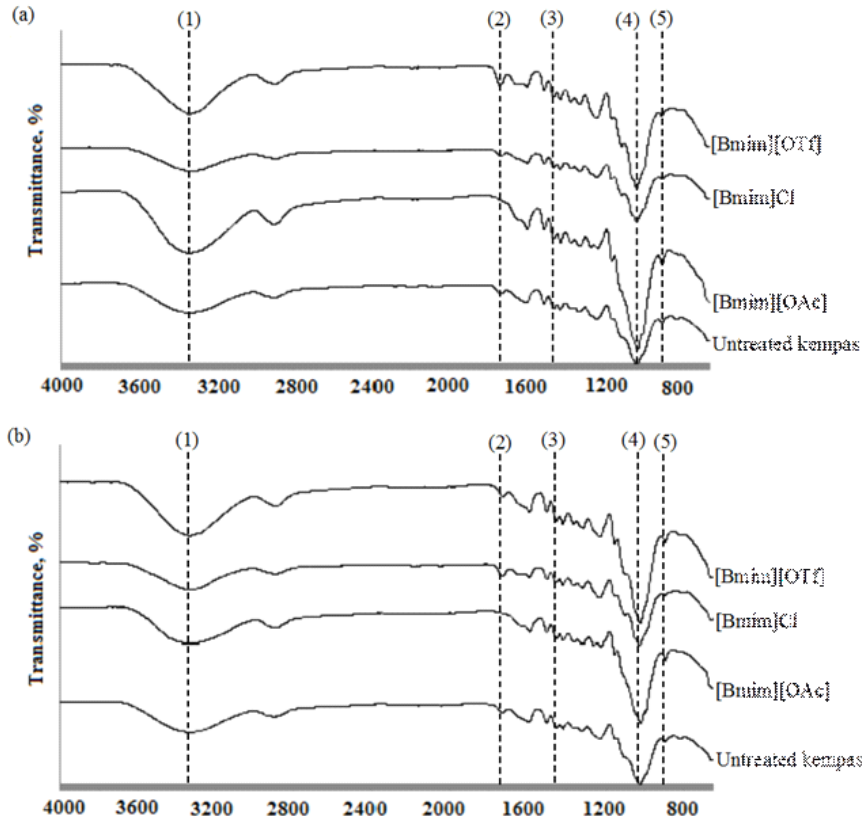 (a)
(1) (2) (3) (4) (5)
Transmittance, %
[Bmim][OTf]
[Bmim]Cl
[Bmim][OAc]
Untreated kempas
4000 3600 3200 2800 2400 2000 1600 1200 800
(b)
(1) (2) (3) (4) (5)
Transmittance, %
[Bmim][OTf]
[Bmim]Cl
[Bmim][OAc]
Untreated kempas
4000 3600 3200 2800 2400 2000 1600 1200 800